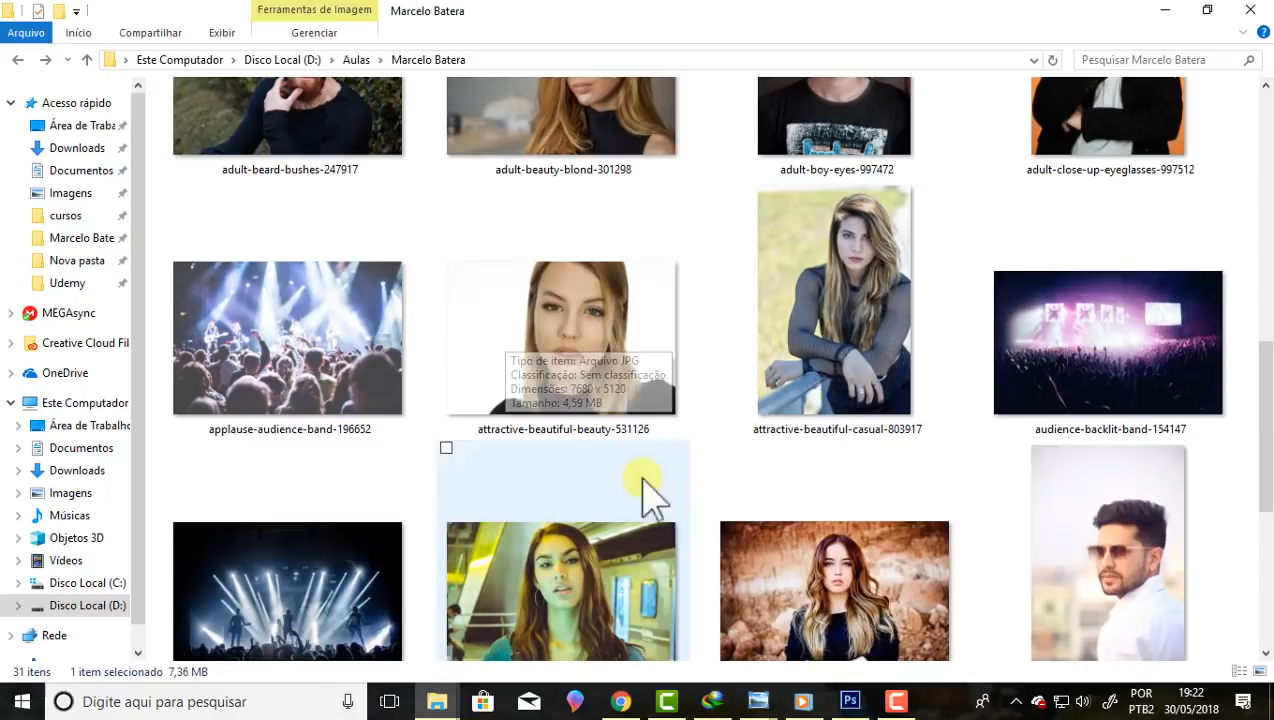 Ferramentas de Imagem
Marcelo Batera
Arquivo
Início
Compartilhar
Exibir
Gerenciar
Este Computador
Disco Local (D:)
Aulas
Marcelo Batera
Pesquisar Marcelo Batera
Acesso rápido
Área de Traba
Downloads
Documentos
Imagens
cursos
Marcelo Bate
Nova pasta
Udemy
MEGAsync
Creative Cloud Fil
OneDrive
Este Computador
Área de Trabalho
Documentos
Downloads
Imagens
Músicas
Objetos 3D
Vídeos
Disco Local (C:)
Disco Local (D:)
Rede
adult-beard-bushes-247917
adult-beauty-blond-301298
adult-boy-eyes-997472
adult-close-up-eyeglasses-997512
Tipo de item: Arquivo JPG
Classificação: Sem classificação
Dimensões: 7680 x 5120
Tamanho: 4,59 MB
applause-audience-band-196652
attractive-beautiful-beauty-531126
attractive-beautiful-casual-803917
audience-backlit-band-154147
31 itens
1 item selecionado 7,36 MB
Digite aqui para pesquisar
Ps
POR
PTB2
19:22
30/05/2018